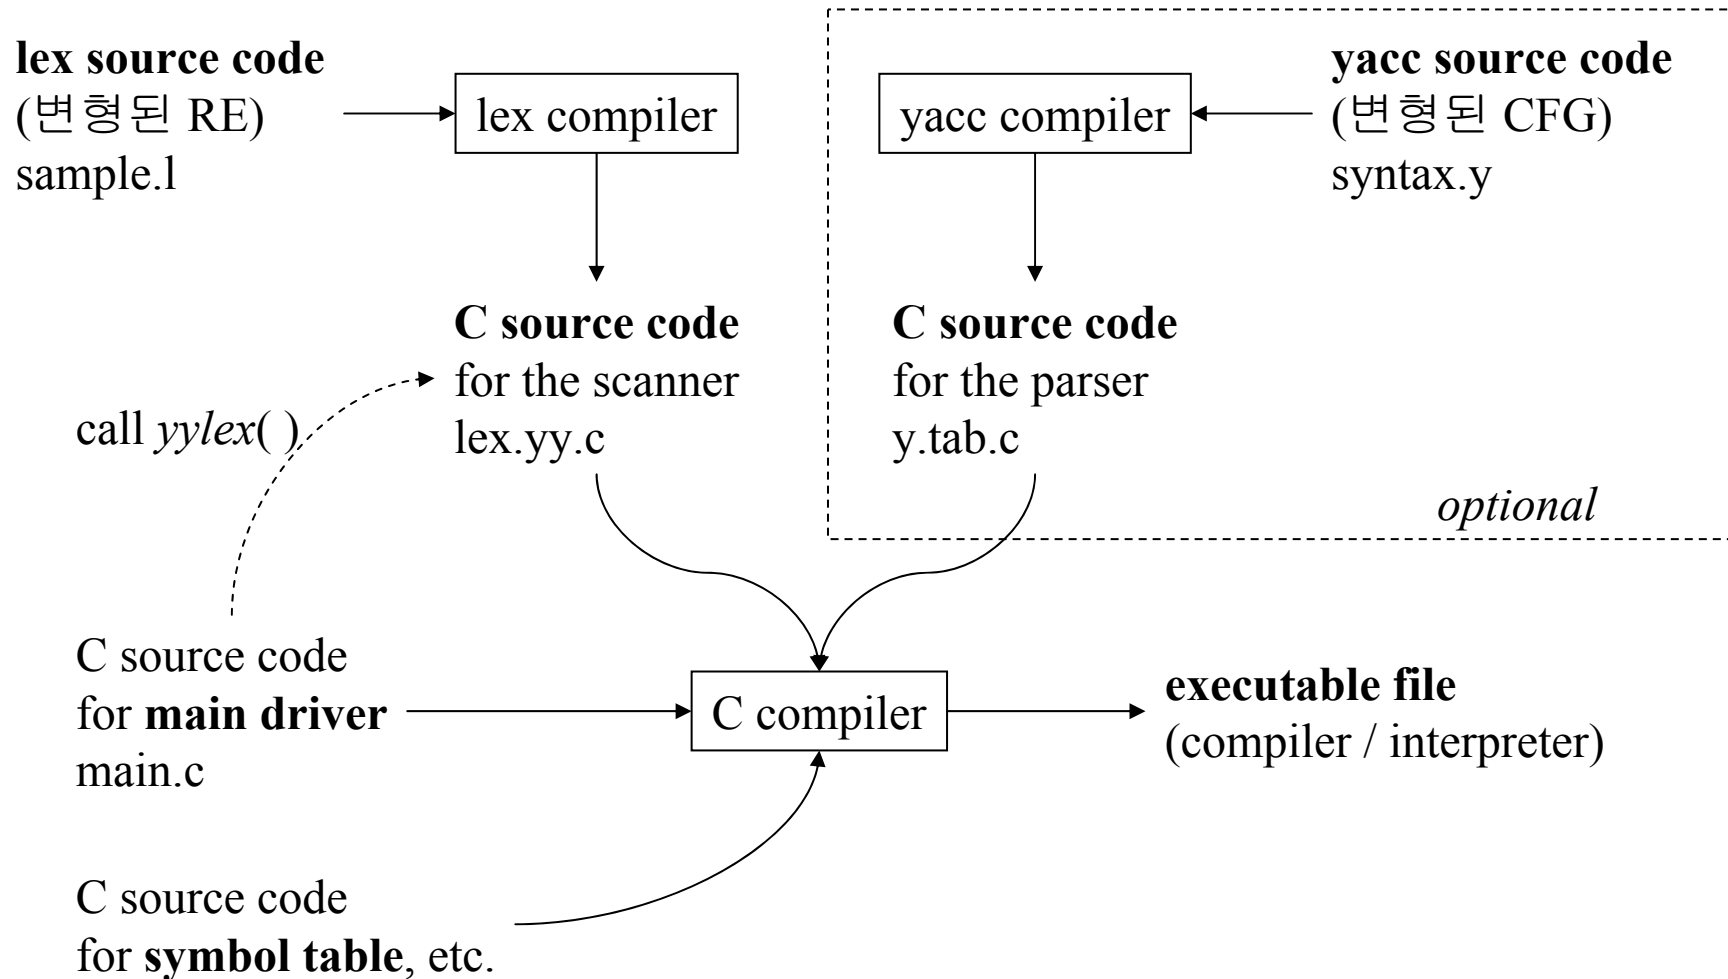 lex source code
(변형된 RE)
sample.l
lex compiler
yacc compiler
yacc source code
(변형된 CFG)
syntax.y
C source code
for the scanner
lex.yy.c
C source code
for the parser
y.tab.c
call yylex( )
optional
C source code
for main driver
main.c
C compiler
executable file
(compiler / interpreter)
C source code
for symbol table, etc.